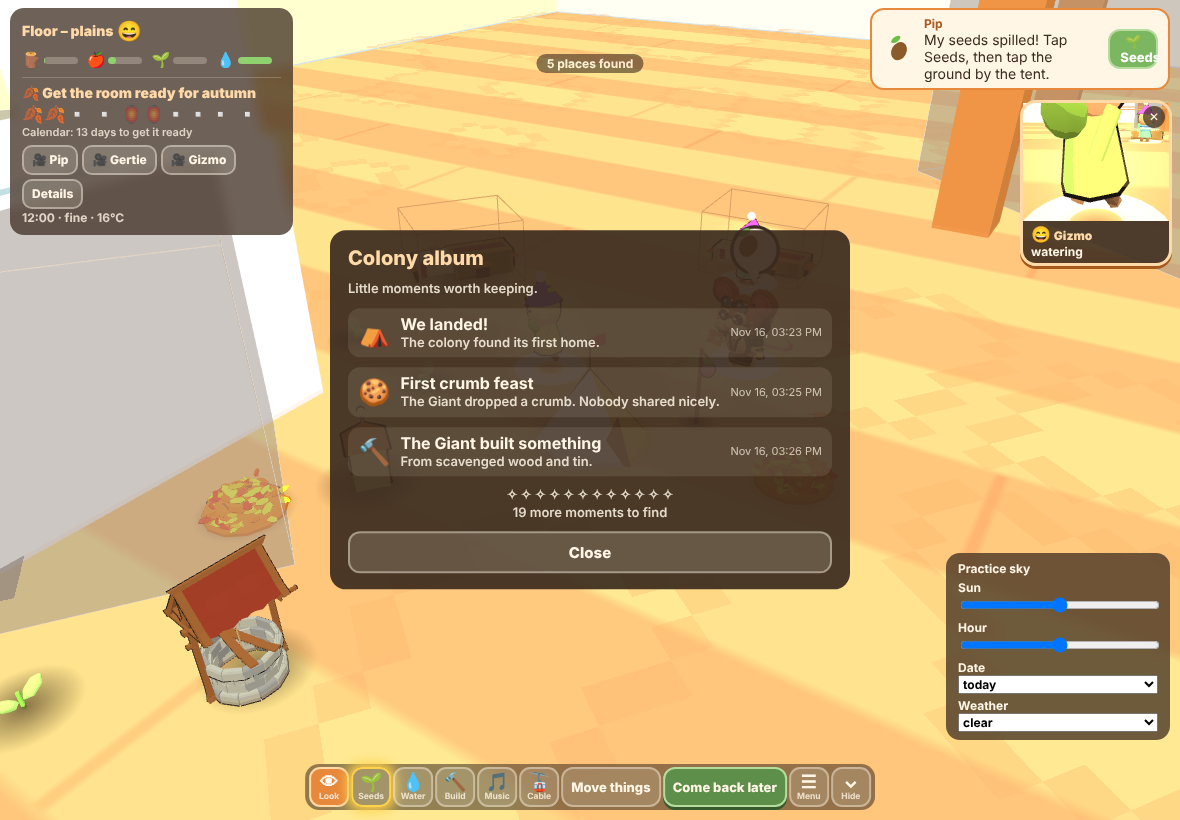 Floor – plains
Get the room ready for autumn
Calendar: 13 days to get it ready
Pip
Gertie
Gizmo
Details
12:00 · fine · 16°C
5 places found
Pip
My seeds spilled! Tap
Seeds, then tap the
ground by the tent.
Seeds
Gizmo
watering
Colony album
Little moments worth keeping.
We landed!
The colony found its first home.
Nov 16, 03:23 PM
First crumb feast
The Giant dropped a crumb. Nobody shared nicely.
Nov 16, 03:25 PM
The Giant built something
From scavenged wood and tin.
Nov 16, 03:26 PM
19 more moments to find
Close
Practice sky
Sun
Hour
Date
today
Weather
clear
Look
Seeds
Water
Build
Music
Cable
Move things
Come back later
Menu
Hide